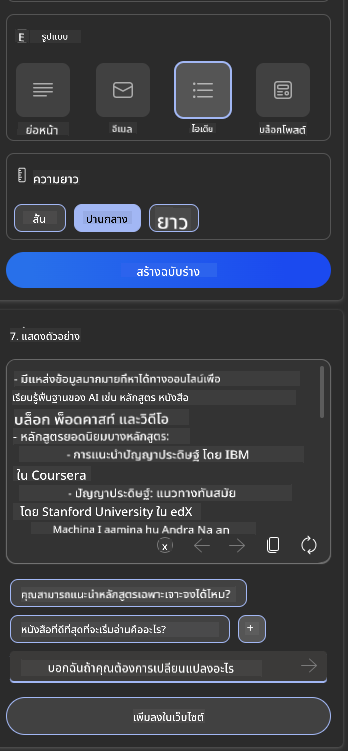 E รูปแบบ
ย่อหน้า อีเมล ไอเดีย บล็อกโพสต์
ความยาว
สั้น ปานกลาง ยาว
สร้างฉบับร่าง
7. แสดงตัวอย่าง
- มีแหล่งข้อมูลมากมายที่หาได้ทางออนไลน์เพื่อ
เรียนรู้พื้นฐานของ AI เช่น หลักสูตร หนังสือ
บล็อก พ็อดคาสท์ และวิดีโอ
- หลักสูตรยอดนิยมบางหลักสูตร:
- การแนะนำปัญญาประดิษฐ์ โดย IBM
ใน Coursera
- ปัญญาประดิษฐ์: แนวทางทันสมัย
โดย Stanford University ใน edX
x
คุณสามารถแนะนำหลักสูตรเฉพาะเจาะจงได้ไหม?
หนังสือที่ดีที่สุดที่จะเริ่มอ่านคืออะไร? +
บอกฉันถ้าคุณต้องการเปลี่ยนแปลงอะไร
เพิ่มลงในเว็บไซต์